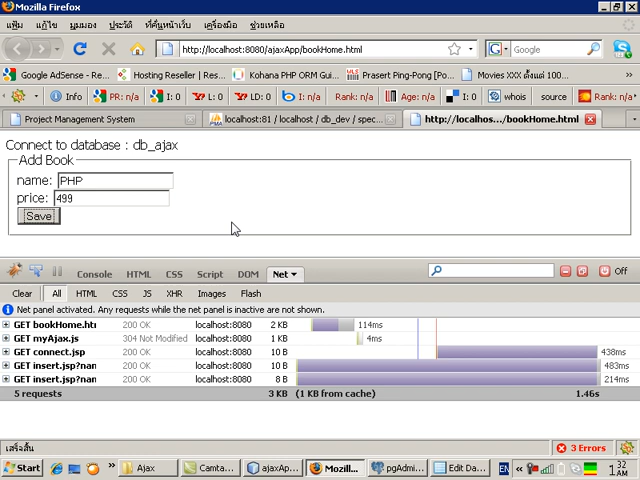 Mozilla Firefox
แฟ้ม แก้ไข มุมมอง ประวัติ ที่คั่นหน้าเว็บ เครื่องมือ ช่วยเหลือ
http://localhost:8080/ajaxApp/bookHome.html Google
Google AdSense - Re... Hosting Reseller | Res... Kohana PHP ORM Guid... Prasert Ping-Pong [Po... Movies XXX ตั้งแต่ 100...
Info PR: n/a I: 0 L: 0 LD: 0 I: n/a Rank: n/a Age: n/a I: 0 whois source Rank: n/a
Project Management System localhost:81 / localhost / db_dev / spec... http://localhos.../bookHome.html
Connect to database : db_ajax
Add Book
name: PHP
price: 499
Save
Console HTML CSS Script DOM Net Off
Clear All HTML CSS JS XHR Images Flash
Net panel activated. Any requests while the net panel is inactive are not shown.
GET bookHome.htm 200 OK localhost:8080 2 KB 114ms
GET myAjax.js 304 Not Modified localhost:8080 1 KB 4ms
GET connect.jsp 200 OK localhost:8080 10 B 438ms
GET insert.jsp?nam 200 OK localhost:8080 10 B 483ms
GET insert.jsp?nam 200 OK localhost:8080 8 B 214ms
5 requests 3 KB (1 KB from cache) 1.46s
เสร็จสิ้น 3 Errors
Start Ajax Camta... ajaxAp... Mozill... pgAdmi... Edit Da... EN 1:32 AM